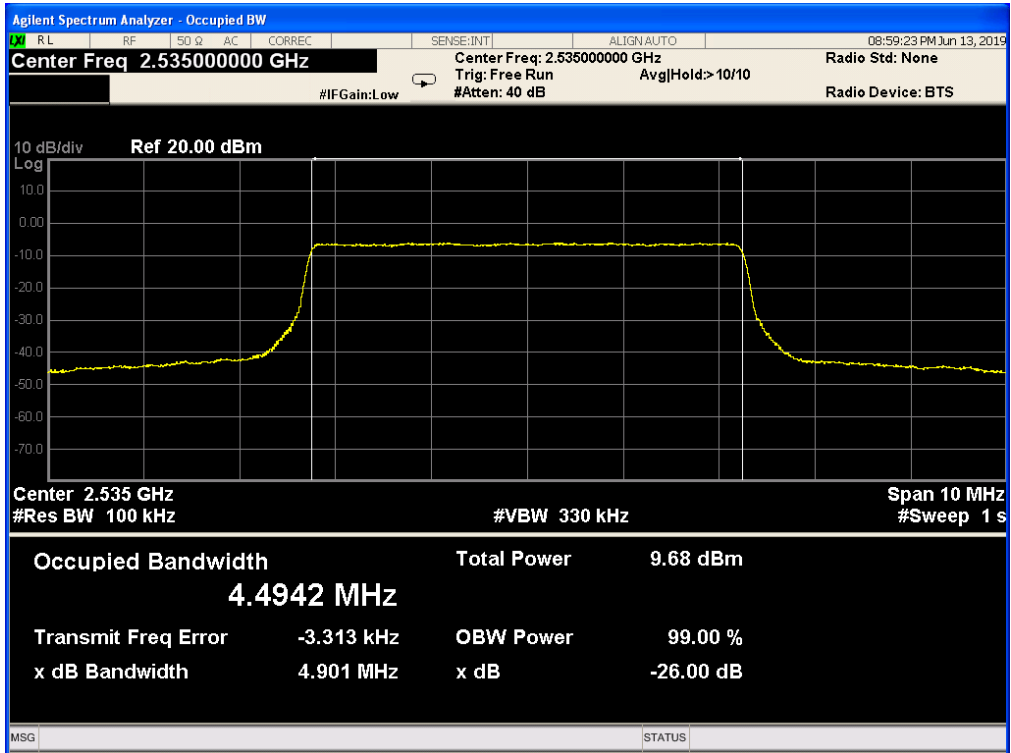 Agilent Spectrum Analyzer - Occupied BW
LXI RL RF 50 Ω AC CORREC SENSE:INT ALIGN AUTO 08:59:23 PM Jun 13, 2019
Center Freq 2.535000000 GHz Center Freq: 2.535000000 GHz Radio Std: None
Trig: Free Run Avg|Hold:>10/10
#IFGain:Low #Atten: 40 dB Radio Device: BTS
10 dB/div Ref 20.00 dBm
Log
10.0
0.00
-10.0
-20.0
-30.0
-40.0
-50.0
-60.0
-70.0
Center 2.535 GHz Span 10 MHz
#Res BW 100 kHz #VBW 330 kHz #Sweep 1 s
Occupied Bandwidth Total Power 9.68 dBm
4.4942 MHz
Transmit Freq Error -3.313 kHz OBW Power 99.00 %
x dB Bandwidth 4.901 MHz x dB -26.00 dB
MSG STATUS